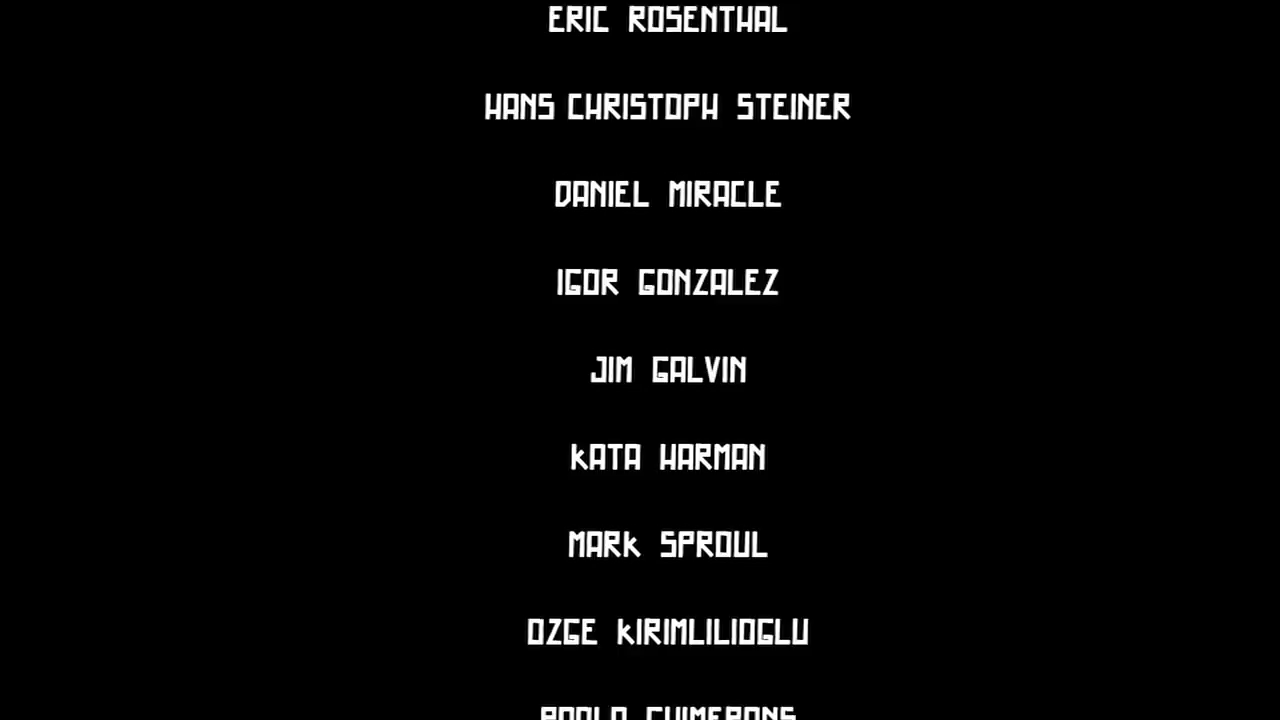 ERIC ROSENTHAL
HANS CHRISTOPH STEINER
DANIEL MIRACLE
IGOR GONZALEZ
JIM GALVIN
KATA HARMAN
MARK SPROUL
OZGE KIRIMLILIOGLU